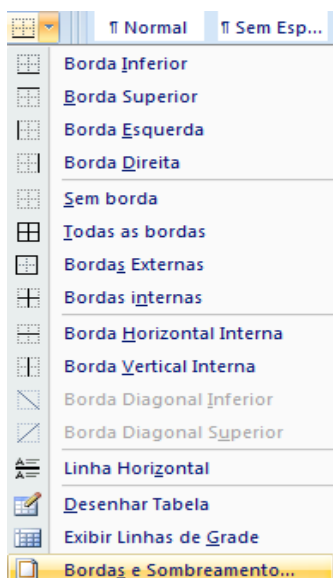 ¶ Normal ¶ Sem Esp...
Borda Inferior
Borda Superior
Borda Esquerda
Borda Direita
Sem borda
Todas as bordas
Bordas Externas
Bordas internas
Borda Horizontal Interna
Borda Vertical Interna
Borda Diagonal Inferior
Borda Diagonal Superior
Linha Horizontal
Desenhar Tabela
Exibir Linhas de Grade
Bordas e Sombreamento...